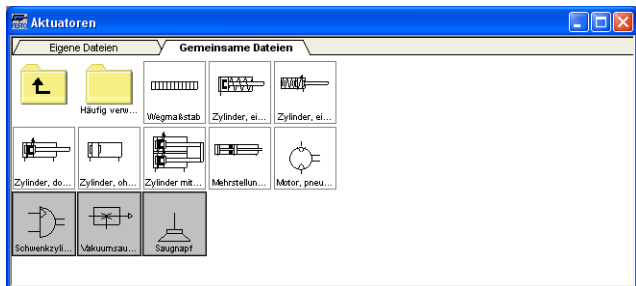 Aktuatoren
Eigene Dateien
Gemeinsame Dateien
Häufig verw...
Wegmaßstab
Zylinder, ei...
Zylinder, ei...
Zylinder, do...
Zylinder, oh...
Zylinder mit...
Mehrstellun...
Motor, pneu...
Schwenkzyli...
Vakuumsau...
Saugnapf